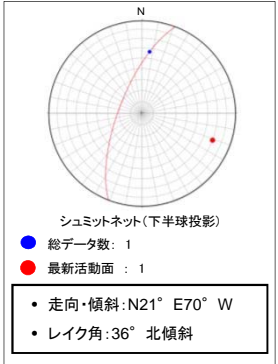 N
シュミットネット(下半球投影)
総データ数: 1
最新活動面 : 1
• 走向・傾斜:N21° E70° W
• レイク角:36° 北傾斜